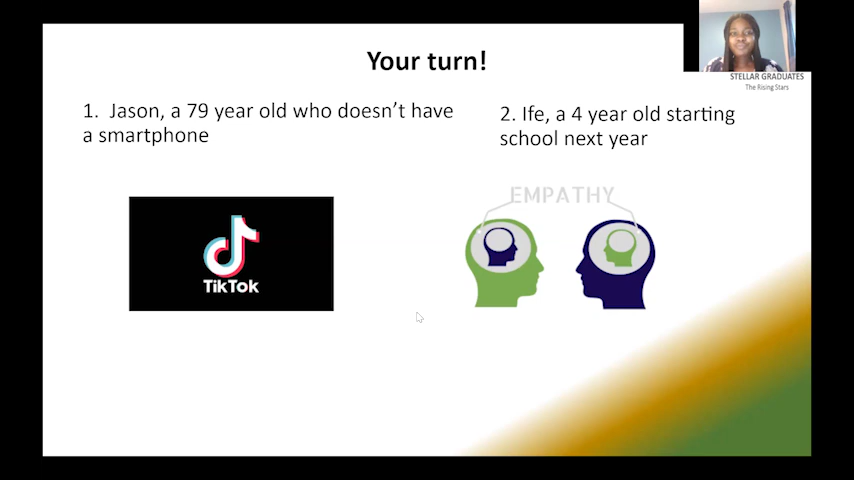 Your turn!
STELLAR GRADUATES
The Rising Stars
1. Jason, a 79 year old who doesn't have
a smartphone
2. Ife, a 4 year old starting
school next year
TikTok
EMPATHY